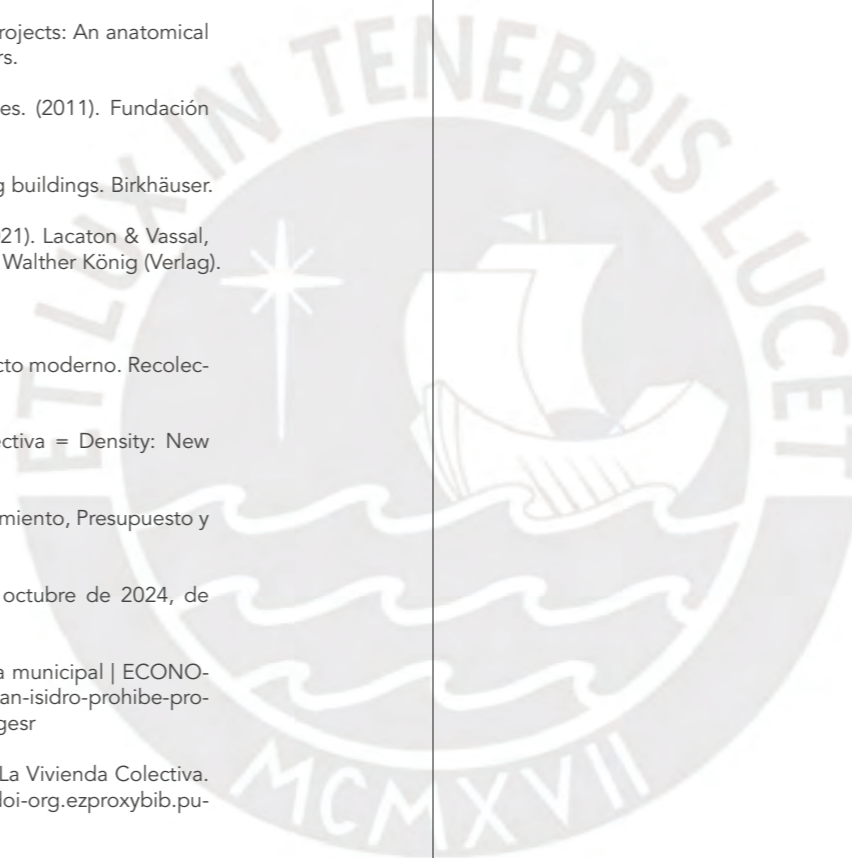 rojects: An anatomical
rs.
es. (2011). Fundación
g buildings. Birkhäuser.
21). Lacaton & Vassal,
Walther König (Verlag).
cto moderno. Recolec-
ectiva = Density: New
miento, Presupuesto y
octubre de 2024, de
a municipal | ECONO-
an-isidro-prohibe-pro-
gesr
La Vivienda Colectiva.
doi-org.ezproxybib.pu-
ET LUX IN TENEBRIS LUCET
MCMXVII